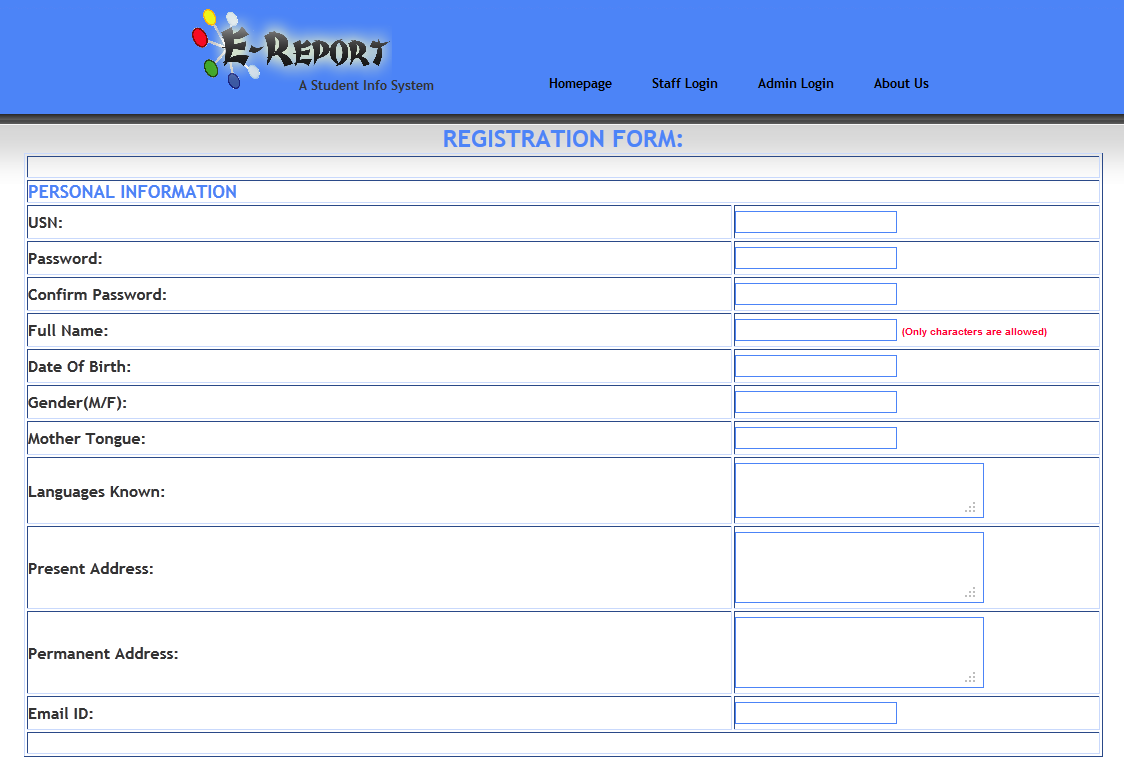 E-REPORT
A Student Info System
Homepage Staff Login Admin Login About Us
REGISTRATION FORM:
PERSONAL INFORMATION
USN:
Password:
Confirm Password:
Full Name: (Only characters are allowed)
Date Of Birth:
Gender(M/F):
Mother Tongue:
Languages Known:
Present Address:
Permanent Address:
Email ID: